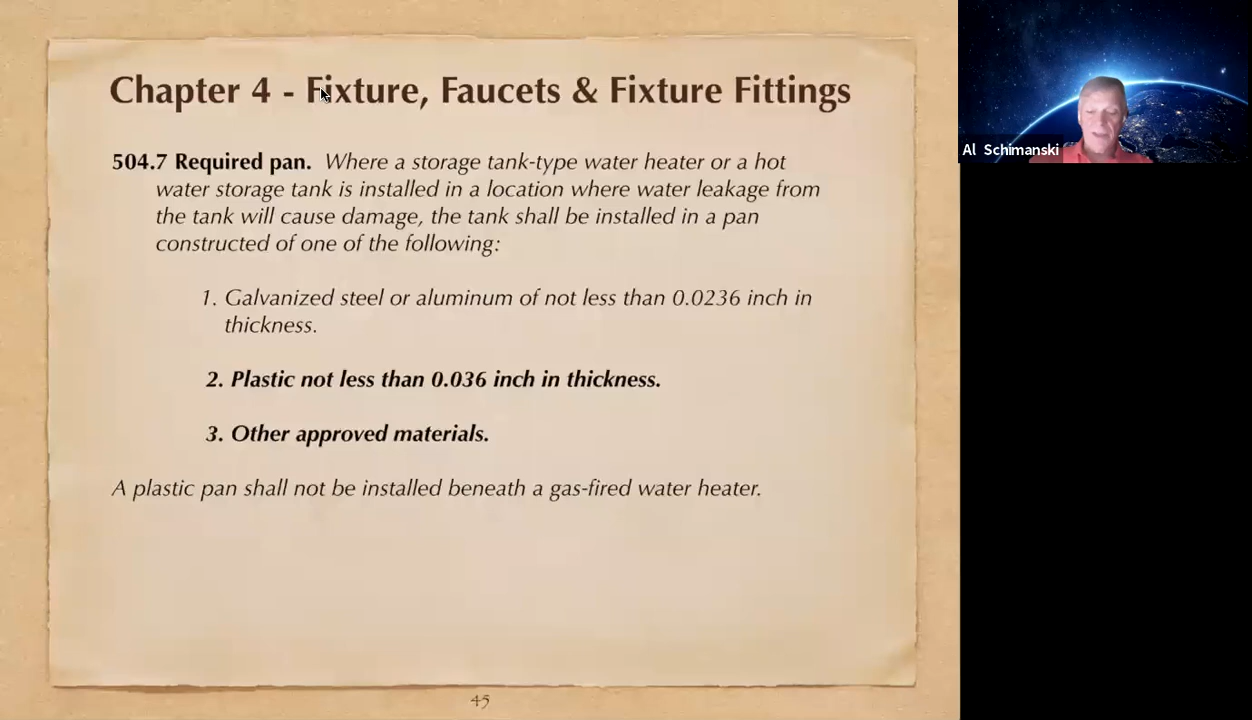 Chapter 4 - Fixture, Faucets & Fixture Fittings
504.7 Required pan. Where a storage tank-type water heater or a hot
water storage tank is installed in a location where water leakage from
the tank will cause damage, the tank shall be installed in a pan
constructed of one of the following:
1. Galvanized steel or aluminum of not less than 0.0236 inch in
thickness.
2. Plastic not less than 0.036 inch in thickness.
3. Other approved materials.
A plastic pan shall not be installed beneath a gas-fired water heater.
45
Al Schimanski